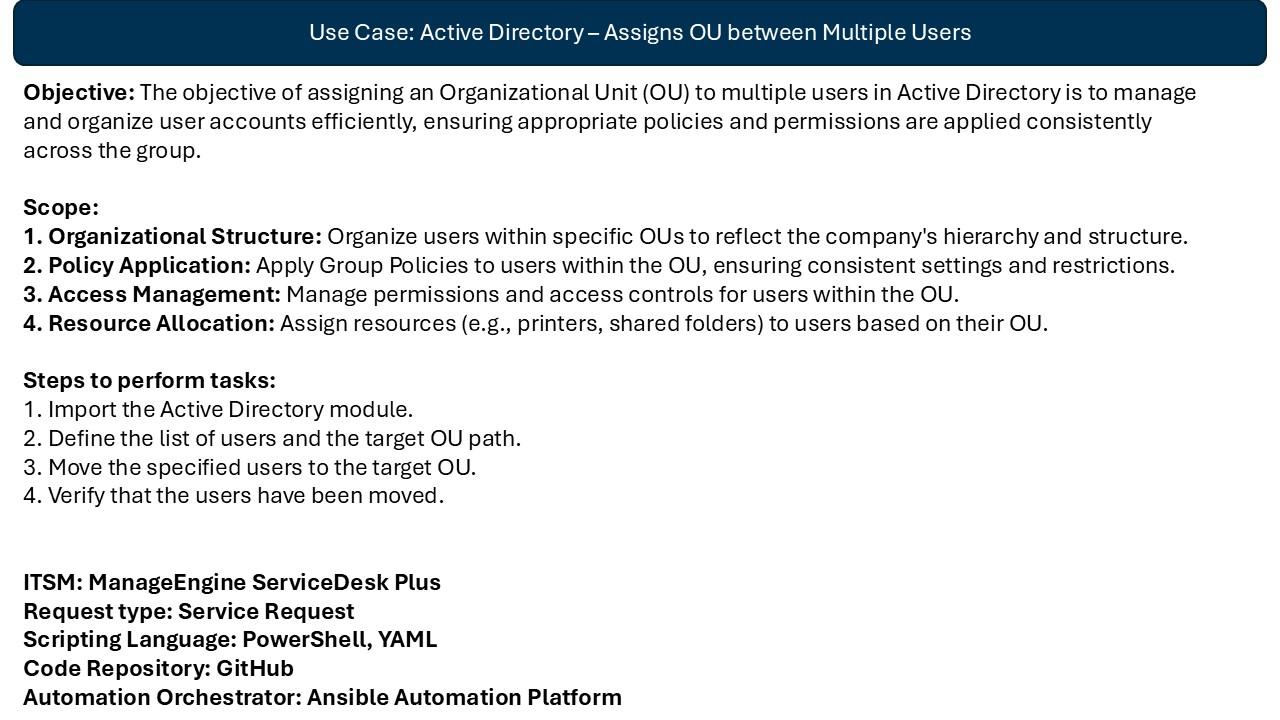 Use Case: Active Directory – Assigns OU between Multiple Users
Objective: The objective of assigning an Organizational Unit (OU) to multiple users in Active Directory is to manage
and organize user accounts efficiently, ensuring appropriate policies and permissions are applied consistently
across the group.
Scope:
1. Organizational Structure: Organize users within specific OUs to reflect the company's hierarchy and structure.
2. Policy Application: Apply Group Policies to users within the OU, ensuring consistent settings and restrictions.
3. Access Management: Manage permissions and access controls for users within the OU.
4. Resource Allocation: Assign resources (e.g., printers, shared folders) to users based on their OU.
Steps to perform tasks:
1. Import the Active Directory module.
2. Define the list of users and the target OU path.
3. Move the specified users to the target OU.
4. Verify that the users have been moved.
ITSM: ManageEngine ServiceDesk Plus
Request type: Service Request
Scripting Language: PowerShell, YAML
Code Repository: GitHub
Automation Orchestrator: Ansible Automation Platform